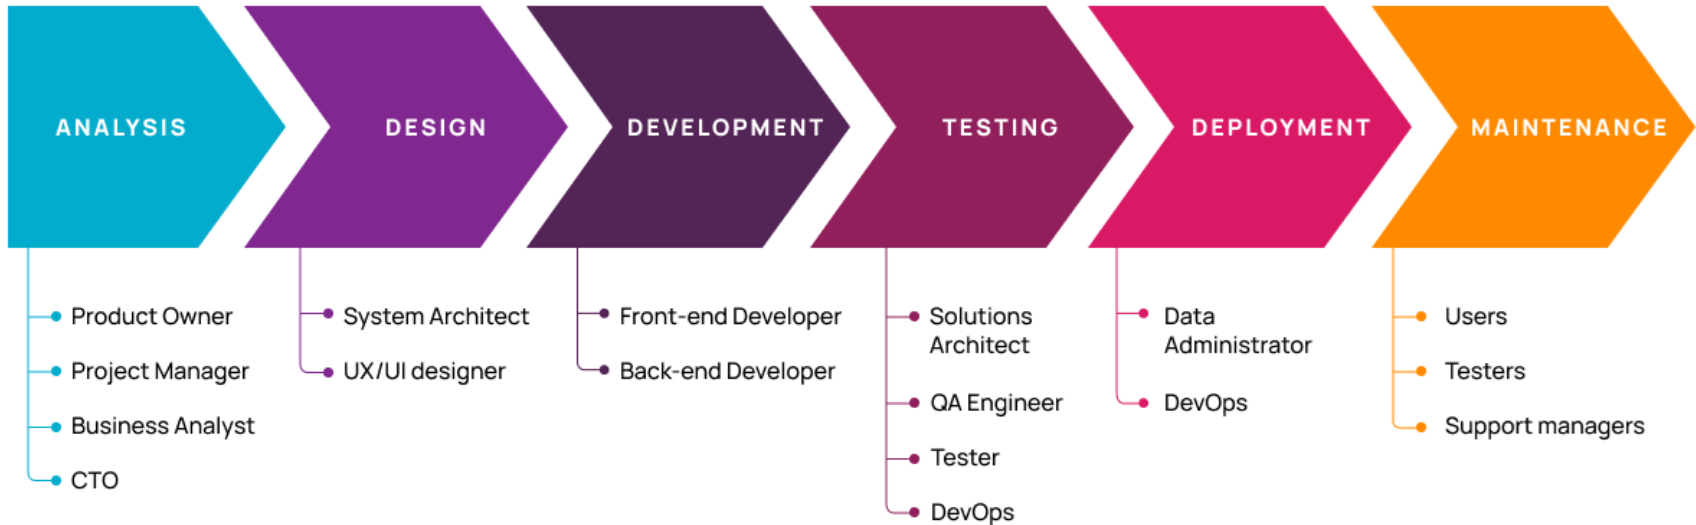 ANALYSIS
DESIGN
DEVELOPMENT
TESTING
DEPLOYMENT
MAINTENANCE
Product Owner
Project Manager
Business Analyst
CTO
System Architect
UX/UI designer
Front-end Developer
Back-end Developer
Solutions
Architect
QA Engineer
Tester
DevOps
Data
Administrator
DevOps
Users
Testers
Support managers